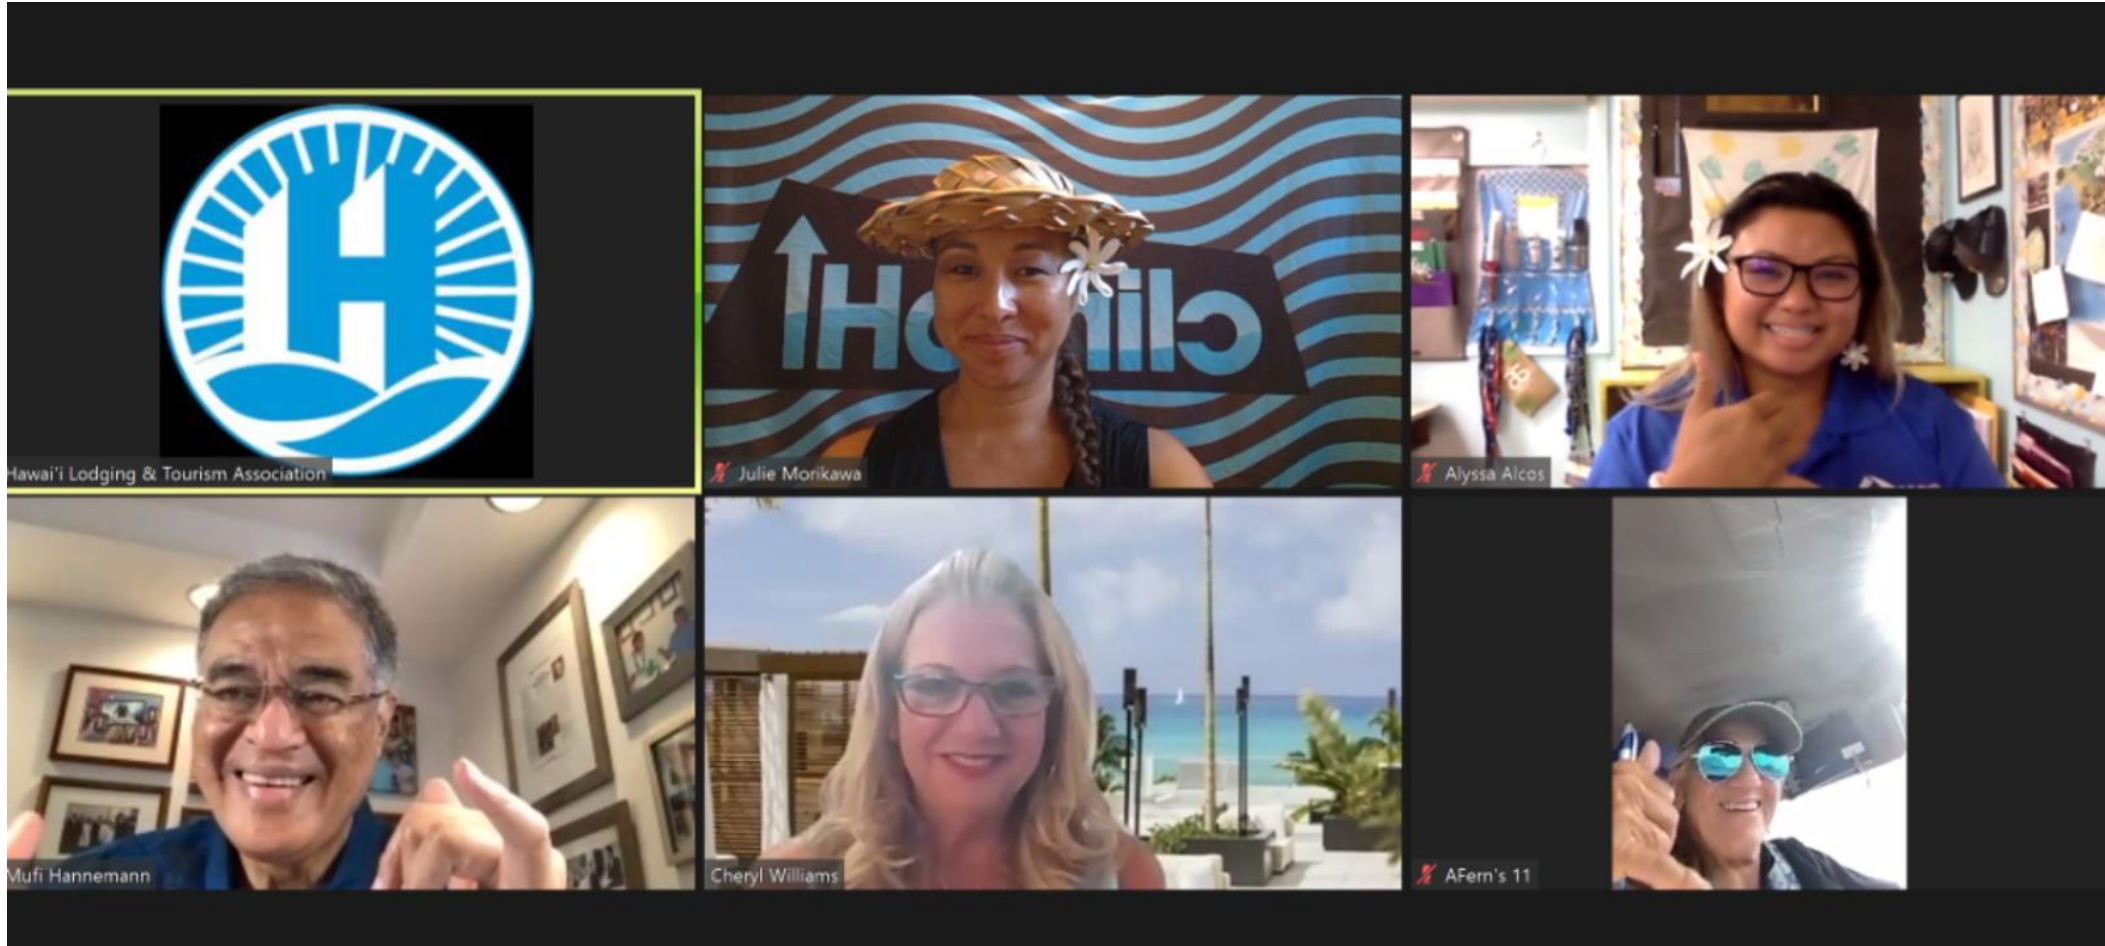 H
Hawai'i Lodging & Tourism Association
Julie Morikawa
Alyssa Alcos
Mufi Hannemann
Cheryl Williams
AFern's 11